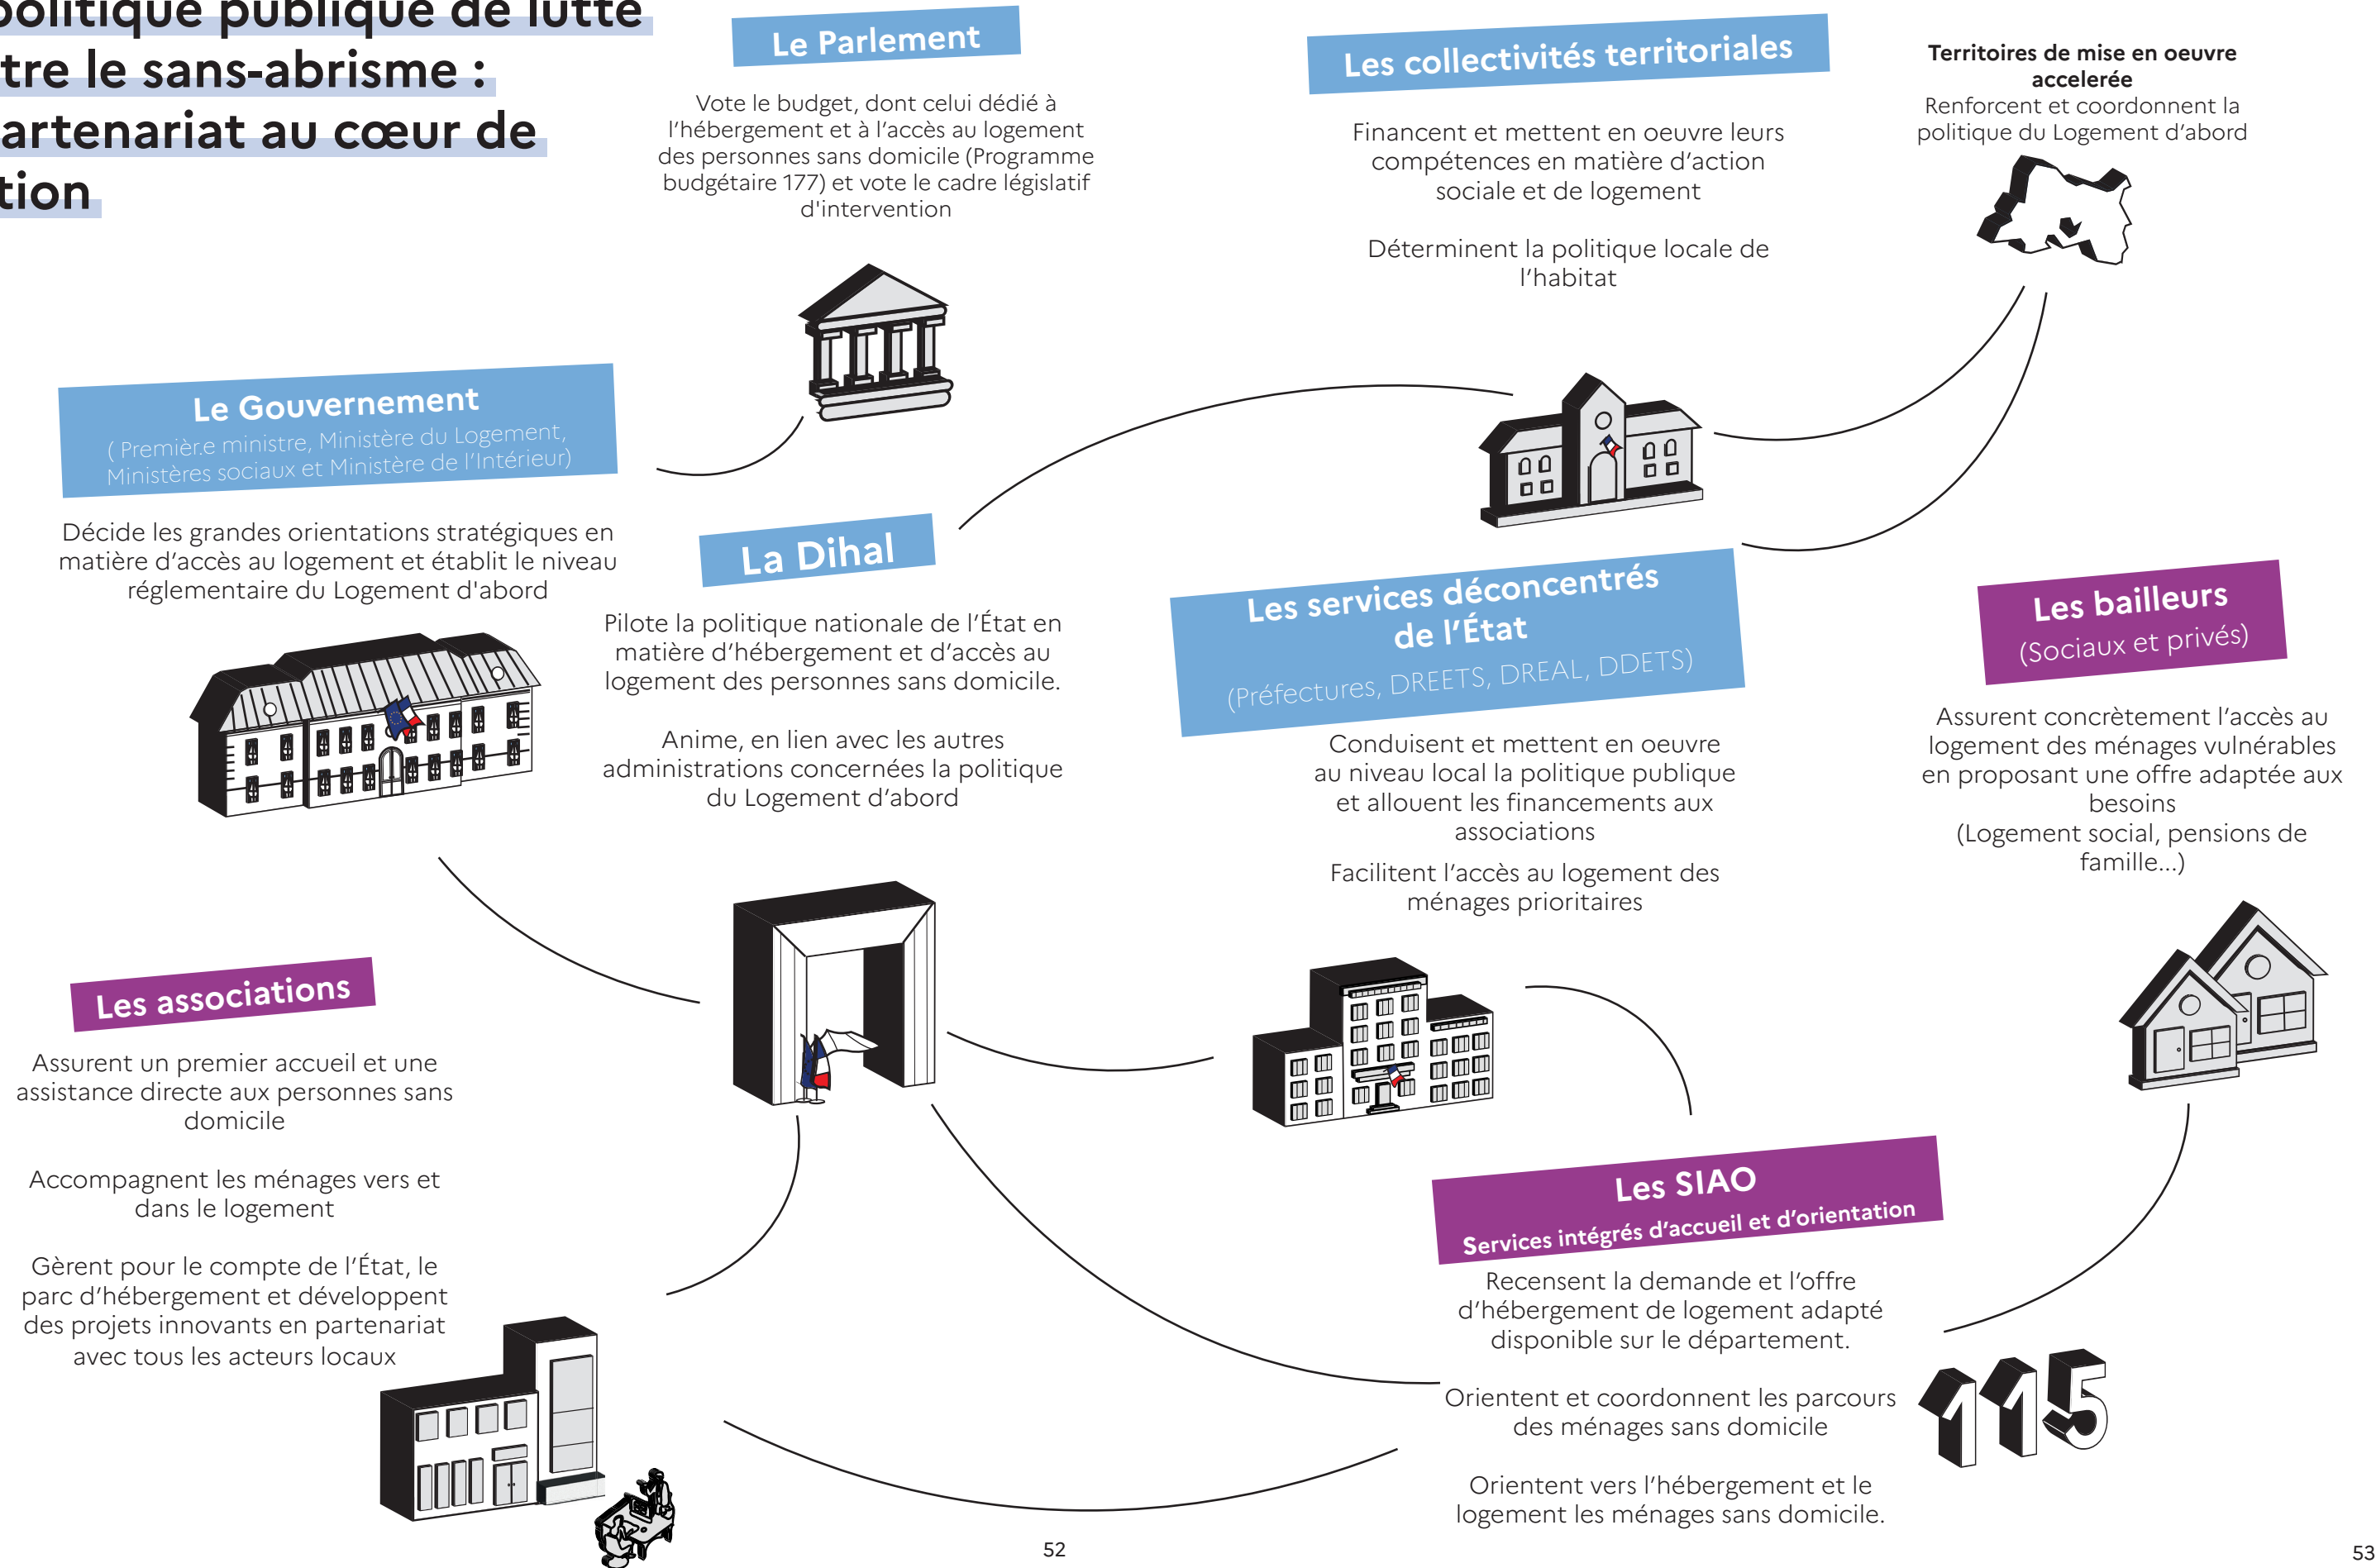 politique publique de lutte
tre le sans-abrisme :
artenariat au cœur de
tion
Le Parlement
Vote le budget, dont celui dédié à
l'hébergement et à l'accès au logement
des personnes sans domicile (Programme
budgétaire 177) et vote le cadre législatif
d'intervention
Les collectivités territoriales
Financent et mettent en oeuvre leurs
compétences en matière d'action
sociale et de logement
Déterminent la politique locale de
l'habitat
Territoires de mise en oeuvre
accelerée
Renforcent et coordonnent la
politique du Logement d'abord
Le Gouvernement
( Premièr.e ministre, Ministère du Logement,
Ministères sociaux et Ministère de l'Intérieur)
Décide les grandes orientations stratégiques en
matière d'accès au logement et établit le niveau
réglementaire du Logement d'abord
La Dihal
Pilote la politique nationale de l'État en
matière d'hébergement et d'accès au
logement des personnes sans domicile.
Anime, en lien avec les autres
administrations concernées la politique
du Logement d'abord
Les services déconcentrés
de l'État
(Préfectures, DREETS, DREAL, DDETS)
Conduisent et mettent en oeuvre
au niveau local la politique publique
et allouent les financements aux
associations
Facilitent l'accès au logement des
ménages prioritaires
Les bailleurs
(Sociaux et privés)
Assurent concrètement l'accès au
logement des ménages vulnérables
en proposant une offre adaptée aux
besoins
(Logement social, pensions de
famille...)
Les associations
Assurent un premier accueil et une
assistance directe aux personnes sans
domicile
Accompagnent les ménages vers et
dans le logement
Gèrent pour le compte de l'État, le
parc d'hébergement et développent
des projets innovants en partenariat
avec tous les acteurs locaux
Les SIAO
Services intégrés d'accueil et d'orientation
Recensent la demande et l'offre
d'hébergement de logement adapté
disponible sur le département.
Orientent et coordonnent les parcours
des ménages sans domicile
Orientent vers l'hébergement et le
logement les ménages sans domicile.
115
52
53